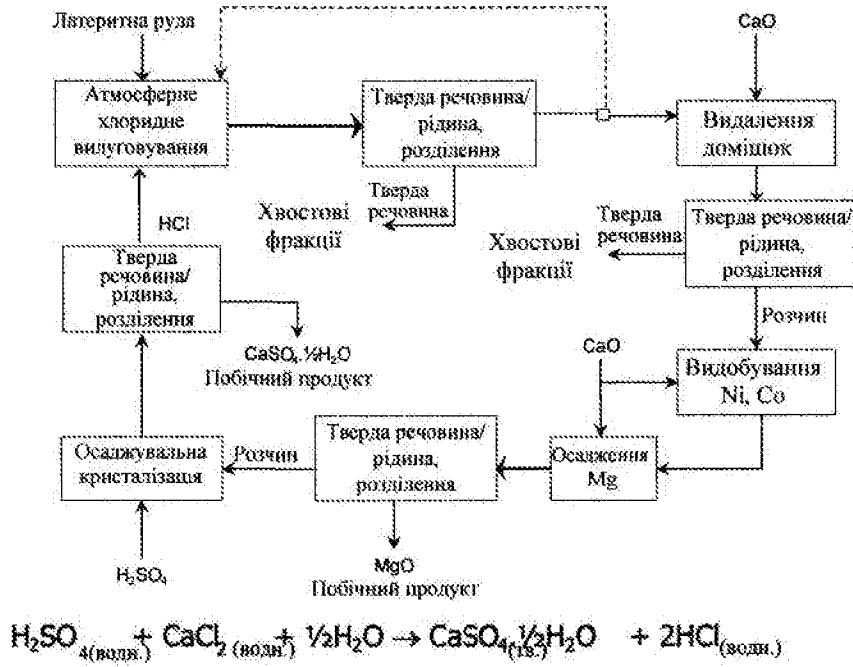 Латеритна руда
CaO
Атмосферне
хлоридне
вилуговування
Тверда речовина/
рідина,
розділення
Видалення
домішок
Тверда
речовина
Хвостові
фракції
HCl
Тверда речовина/
рідина,
розділення
Тверда
речовина
Хвостові
фракції
Тверда
речовина/
рідина,
розділення
Розчин
CaSO₄.½H₂O
Побічний продукт
CaO
Видобування
Ni, Co
Осаджувальна
кристалізація
Розчин
Тверда речовина/
рідина,
розділення
Осадження
Mg
H₂SO₄
MgO
Побічний продукт
H₂SO₄(водн.) + CaCl₂ (водн.) + ½H₂O → CaSO₄.½H₂O(тв.) + 2HCl(водн.)